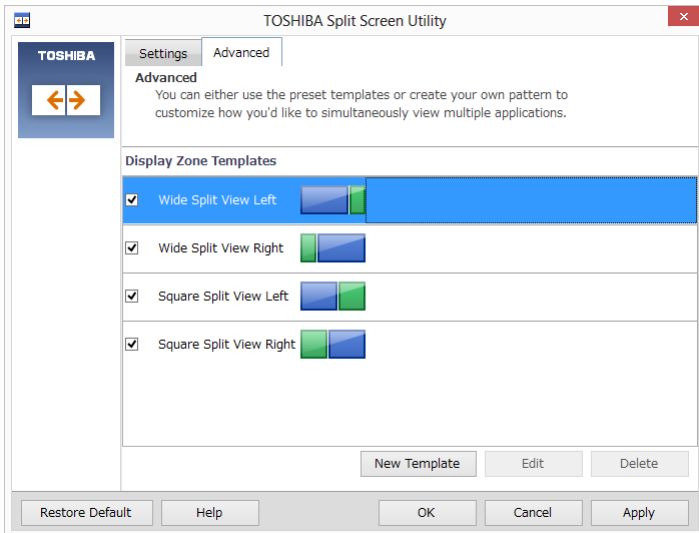 TOSHIBA Split Screen Utility
TOSHIBA
Settings
Advanced
Advanced
You can either use the preset templates or create your own pattern to
customize how you'd like to simultaneously view multiple applications.
Display Zone Templates
Wide Split View Left
Wide Split View Right
Square Split View Left
Square Split View Right
New Template
Edit
Delete
Restore Default
Help
OK
Cancel
Apply